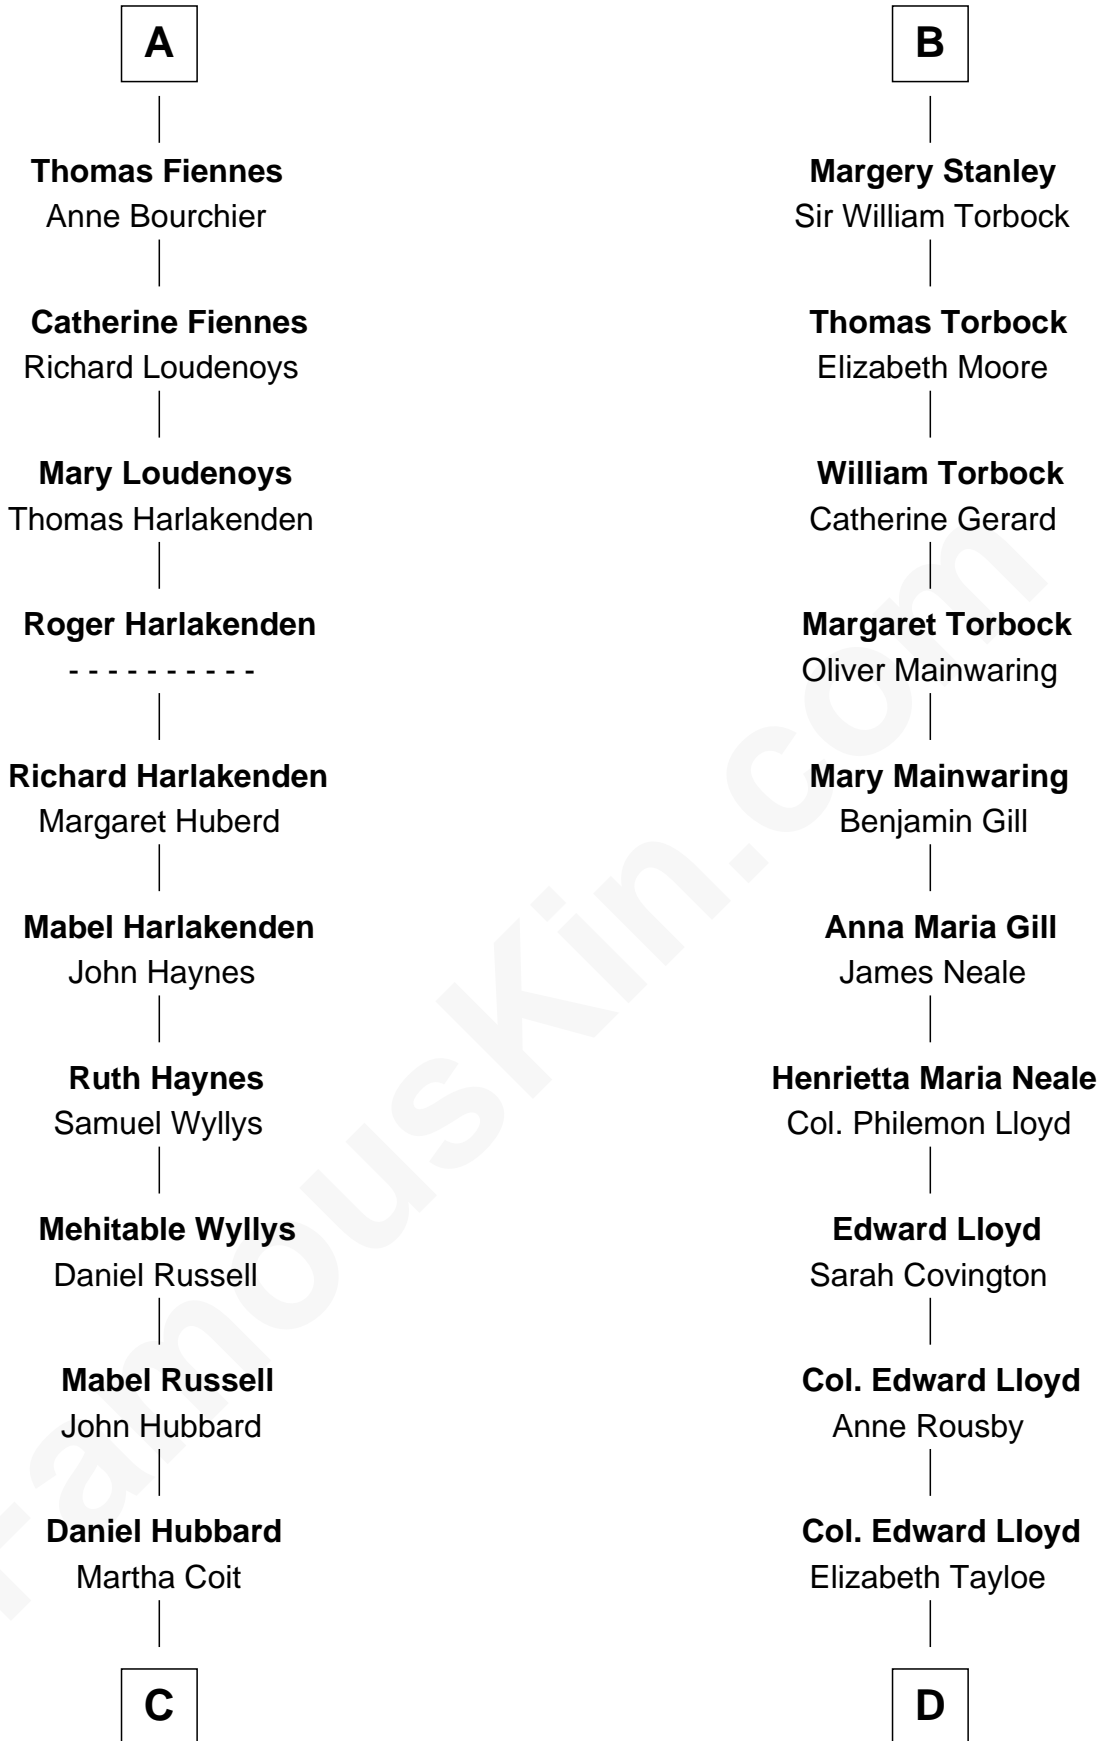 A
Thomas Fiennes
Anne Bourchier
Catherine Fiennes
Richard Loudenoys
Mary Loudenoys
Thomas Harlakenden
Roger Harlakenden
- - - - - - - - - -
Richard Harlakenden
Margaret Huberd
Mabel Harlakenden
John Haynes
Ruth Haynes
Samuel Wyllys
Mehitable Wyllys
Daniel Russell
Mabel Russell
John Hubbard
Daniel Hubbard
Martha Coit
C
B
Margery Stanley
Sir William Torbock
Thomas Torbock
Elizabeth Moore
William Torbock
Catherine Gerard
Margaret Torbock
Oliver Mainwaring
Mary Mainwaring
Benjamin Gill
Anna Maria Gill
James Neale
Henrietta Maria Neale
Col. Philemon Lloyd
Edward Lloyd
Sarah Covington
Col. Edward Lloyd
Anne Rousby
Col. Edward Lloyd
Elizabeth Tayloe
D
FamousKin.com